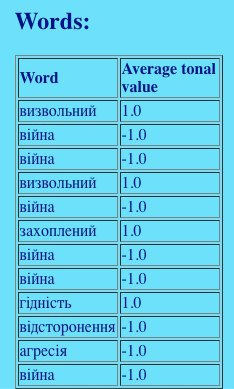 Words:
Word Average tonal value
визвольний 1.0
війна -1.0
війна -1.0
визвольний 1.0
війна -1.0
захоплений 1.0
війна -1.0
війна -1.0
гідність 1.0
відсторонення -1.0
агресія -1.0
війна -1.0